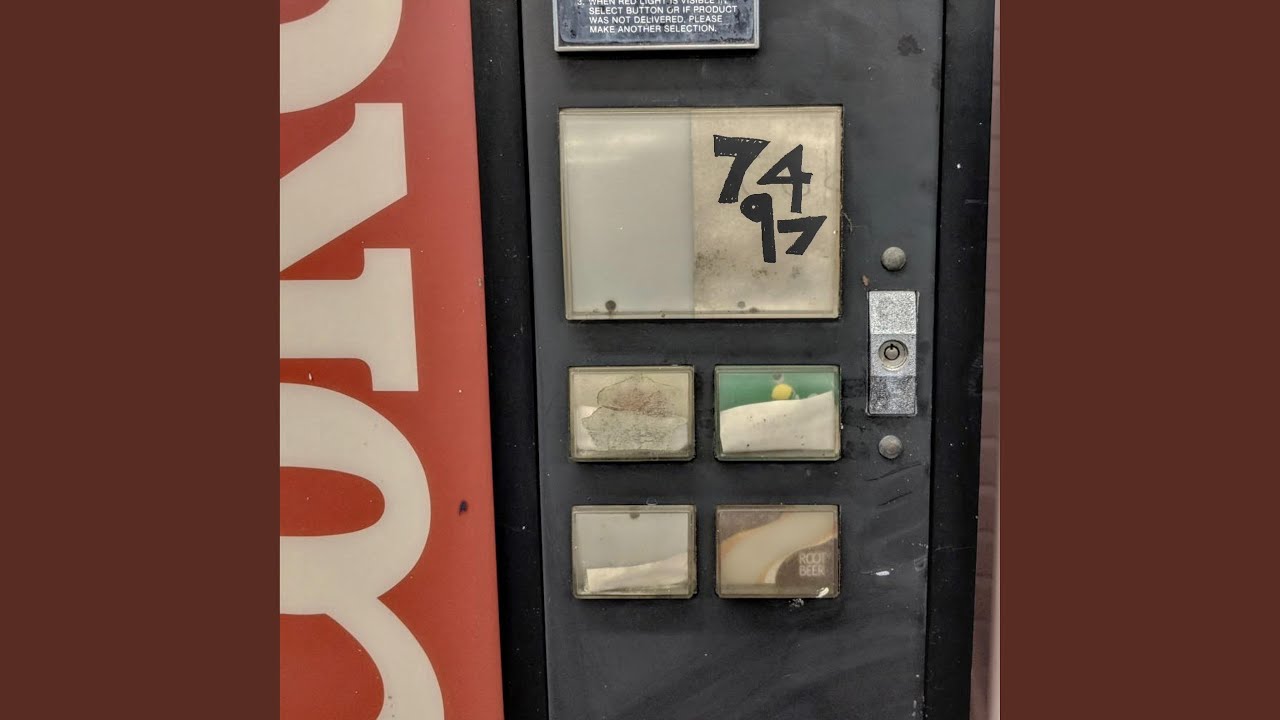 3. WHEN RED LIGHT IS VISIBLE IN
SELECT BUTTON OR IF PRODUCT
WAS NOT DELIVERED, PLEASE
MAKE ANOTHER SELECTION.
74
97
ROOT
BEER